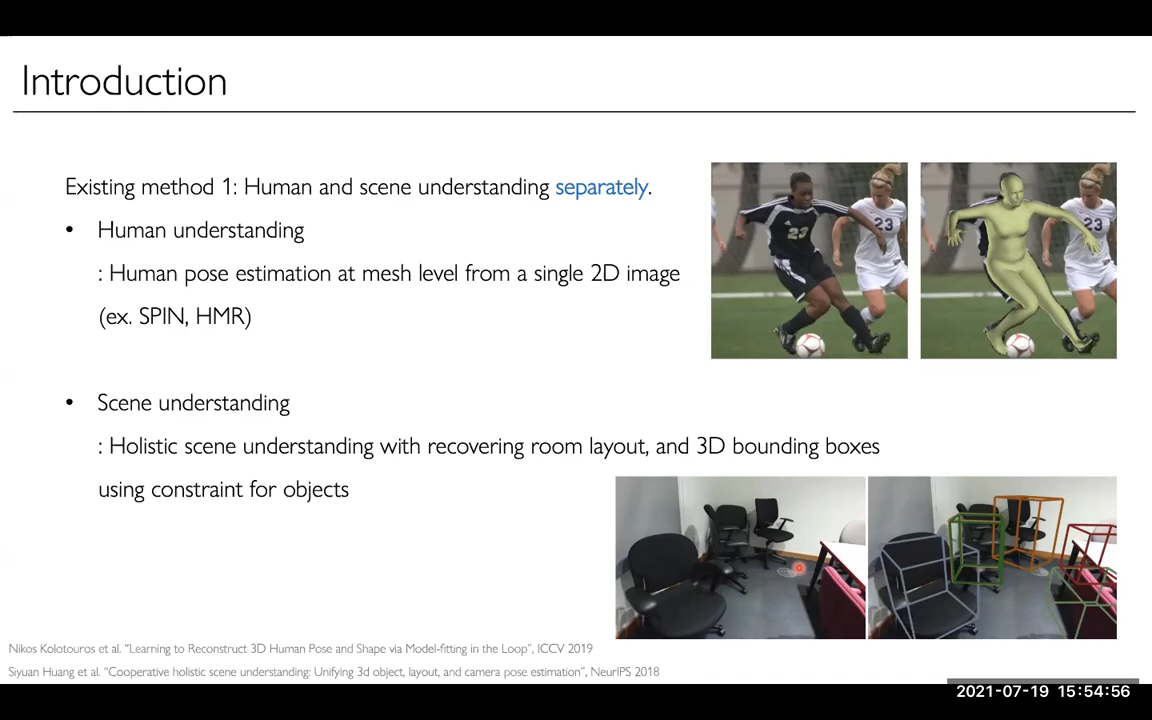 Introduction
Existing method 1: Human and scene understanding separately.
• Human understanding
: Human pose estimation at mesh level from a single 2D image
(ex. SPIN, HMR)
23
23
23
• Scene understanding
: Holistic scene understanding with recovering room layout, and 3D bounding boxes
using constraint for objects
Nikos Kolotouros et al. "Learning to Reconstruct 3D Human Pose and Shape via Model-fitting in the Loop", ICCV 2019
Siyuan Huang et al. "Cooperative holistic scene understanding: Unifying 3d object, layout, and camera pose estimation", NeurIPS 2018
2021-07-19 15:54:56